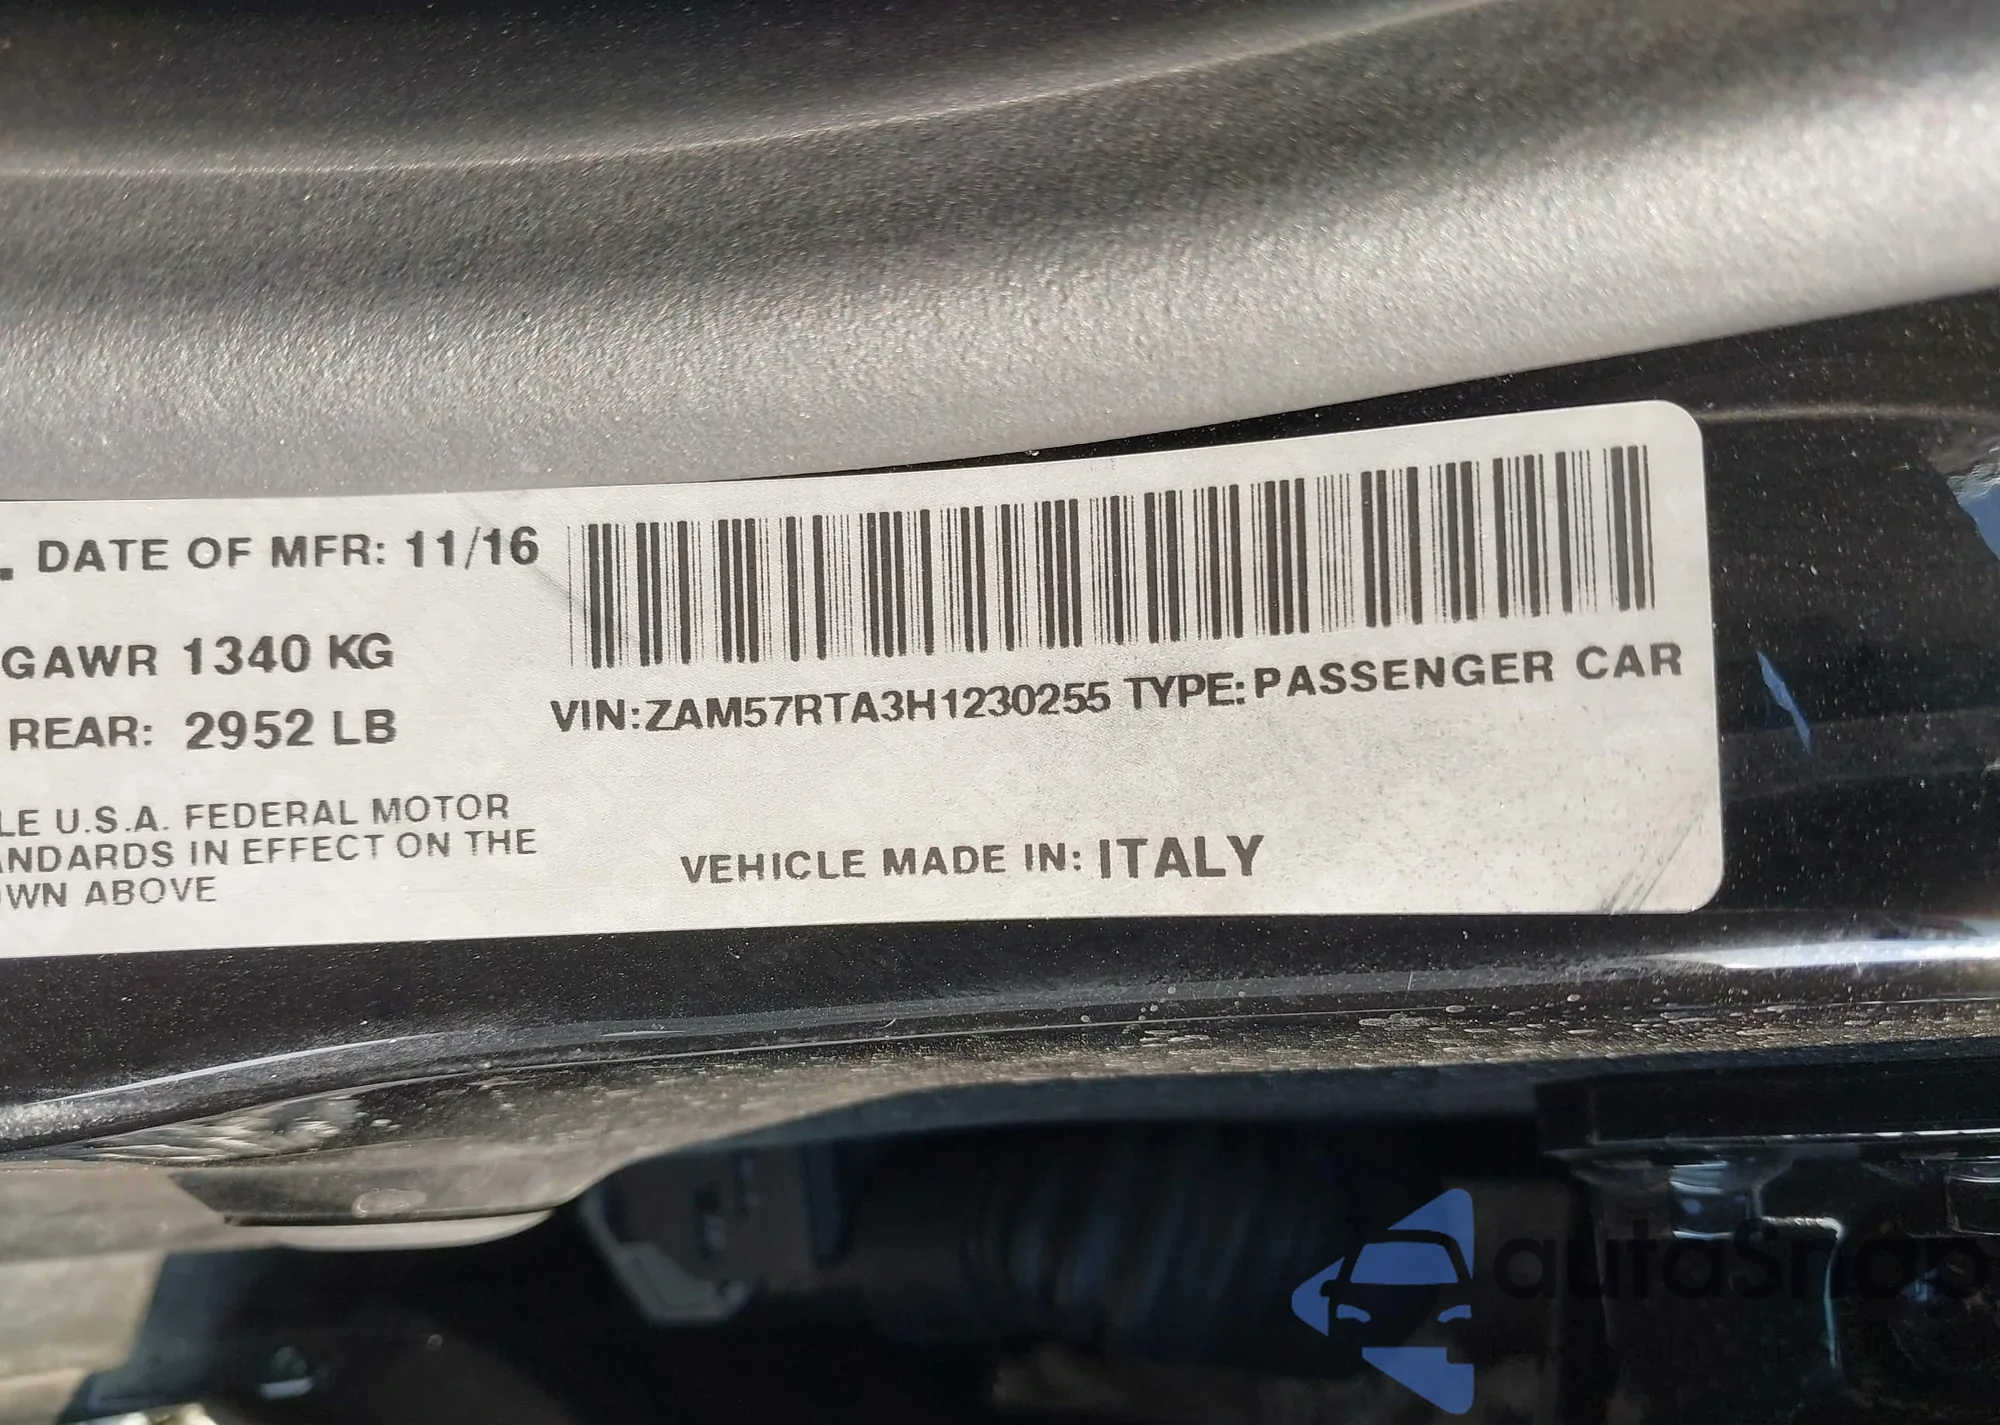 . DATE OF MFR: 11/16
GAWR 1340 KG
REAR: 2952 LB
LE U.S.A. FEDERAL MOTOR
ANDARDS IN EFFECT ON THE
OWN ABOVE
VIN:ZAM57RTA3H1230255 TYPE:PASSENGER CAR
VEHICLE MADE IN: ITALY
autoSnap